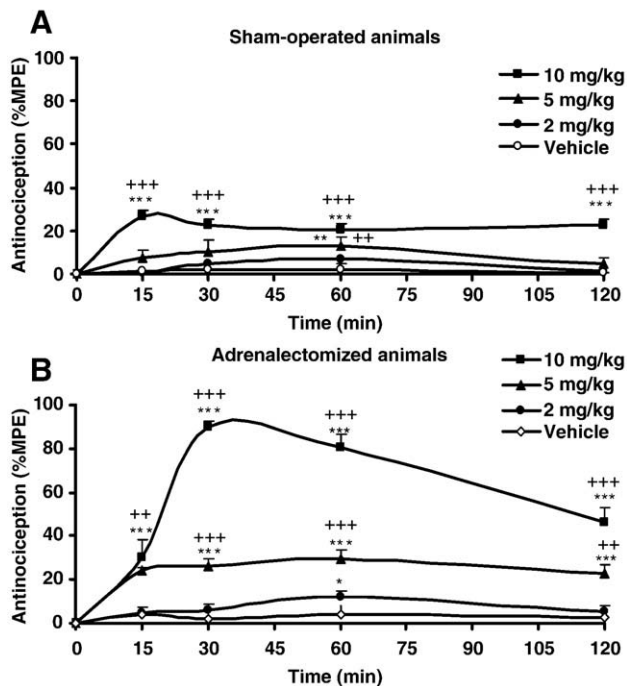 A
Sham-operated animals
Antinociception (%MPE)
100
80
60
40
20
0
10 mg/kg
5 mg/kg
2 mg/kg
Vehicle
+++
***
+++
***
+++
***
** ++
+++
***
0 15 30 45 60 75 90 105 120
Time (min)
B
Adrenalectomized animals
Antinociception (%MPE)
100
80
60
40
20
0
10 mg/kg
5 mg/kg
2 mg/kg
Vehicle
++
***
+++
***
+++
***
+++
***
+++
***
+++
***
++
***
*
0 15 30 45 60 75 90 105 120
Time (min)